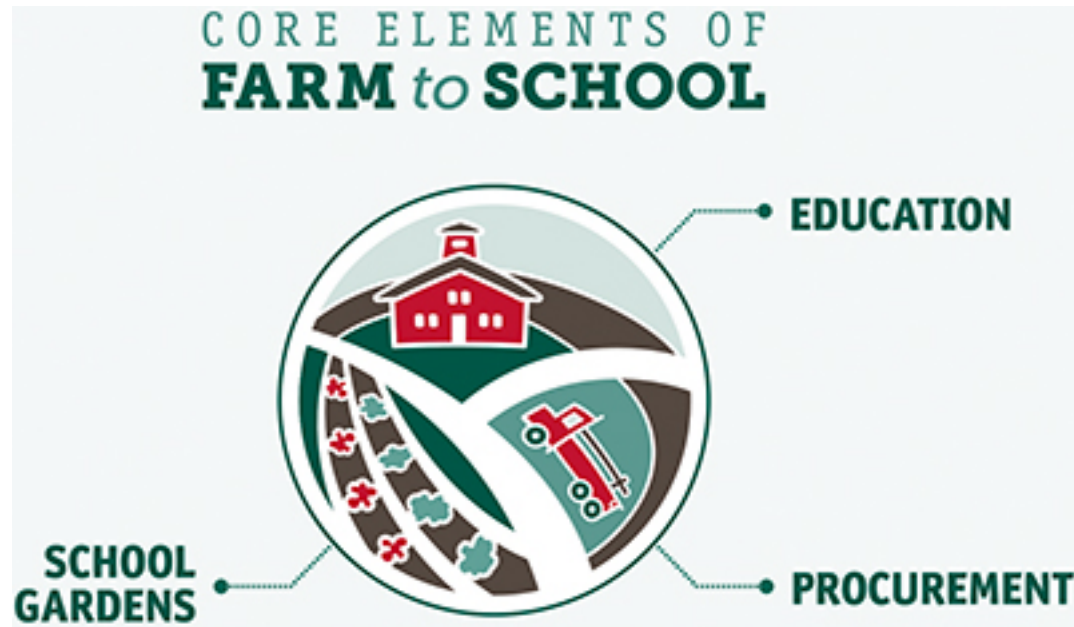 CORE ELEMENTS OF
FARM to SCHOOL
EDUCATION
SCHOOL
GARDENS
PROCUREMENT